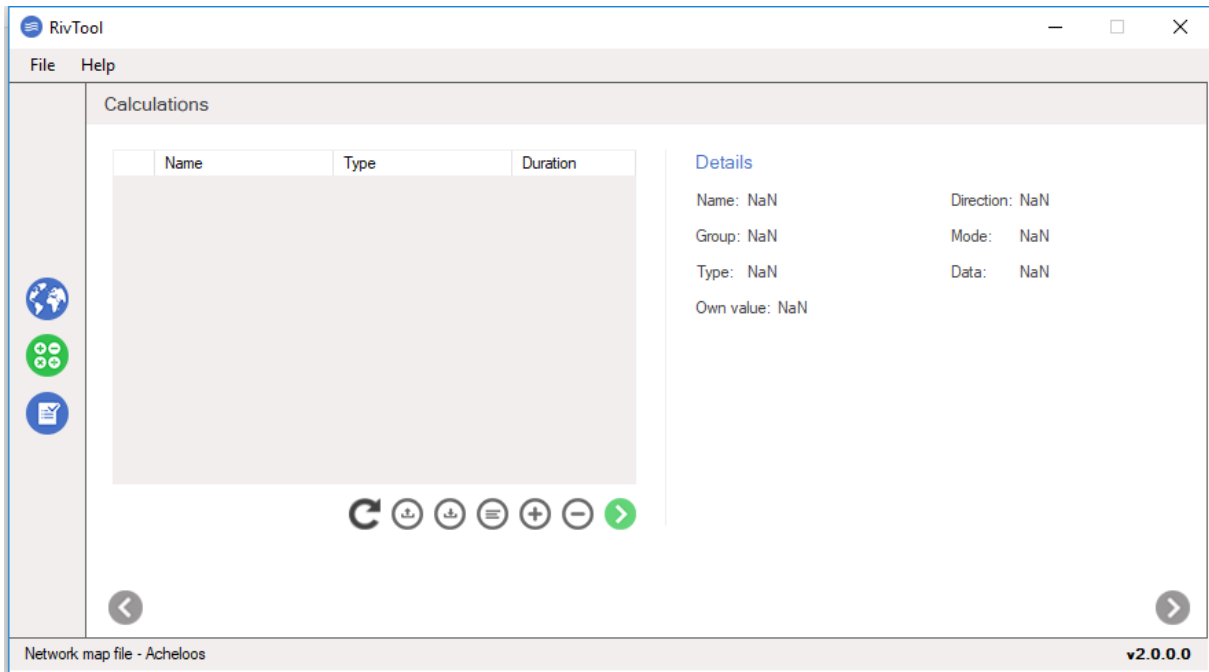 RivTool
File Help
Calculations
Name Type Duration
Details
Name: NaN Direction: NaN
Group: NaN Mode: NaN
Type: NaN Data: NaN
Own value: NaN
Network map file - Acheloos v2.0.0.0